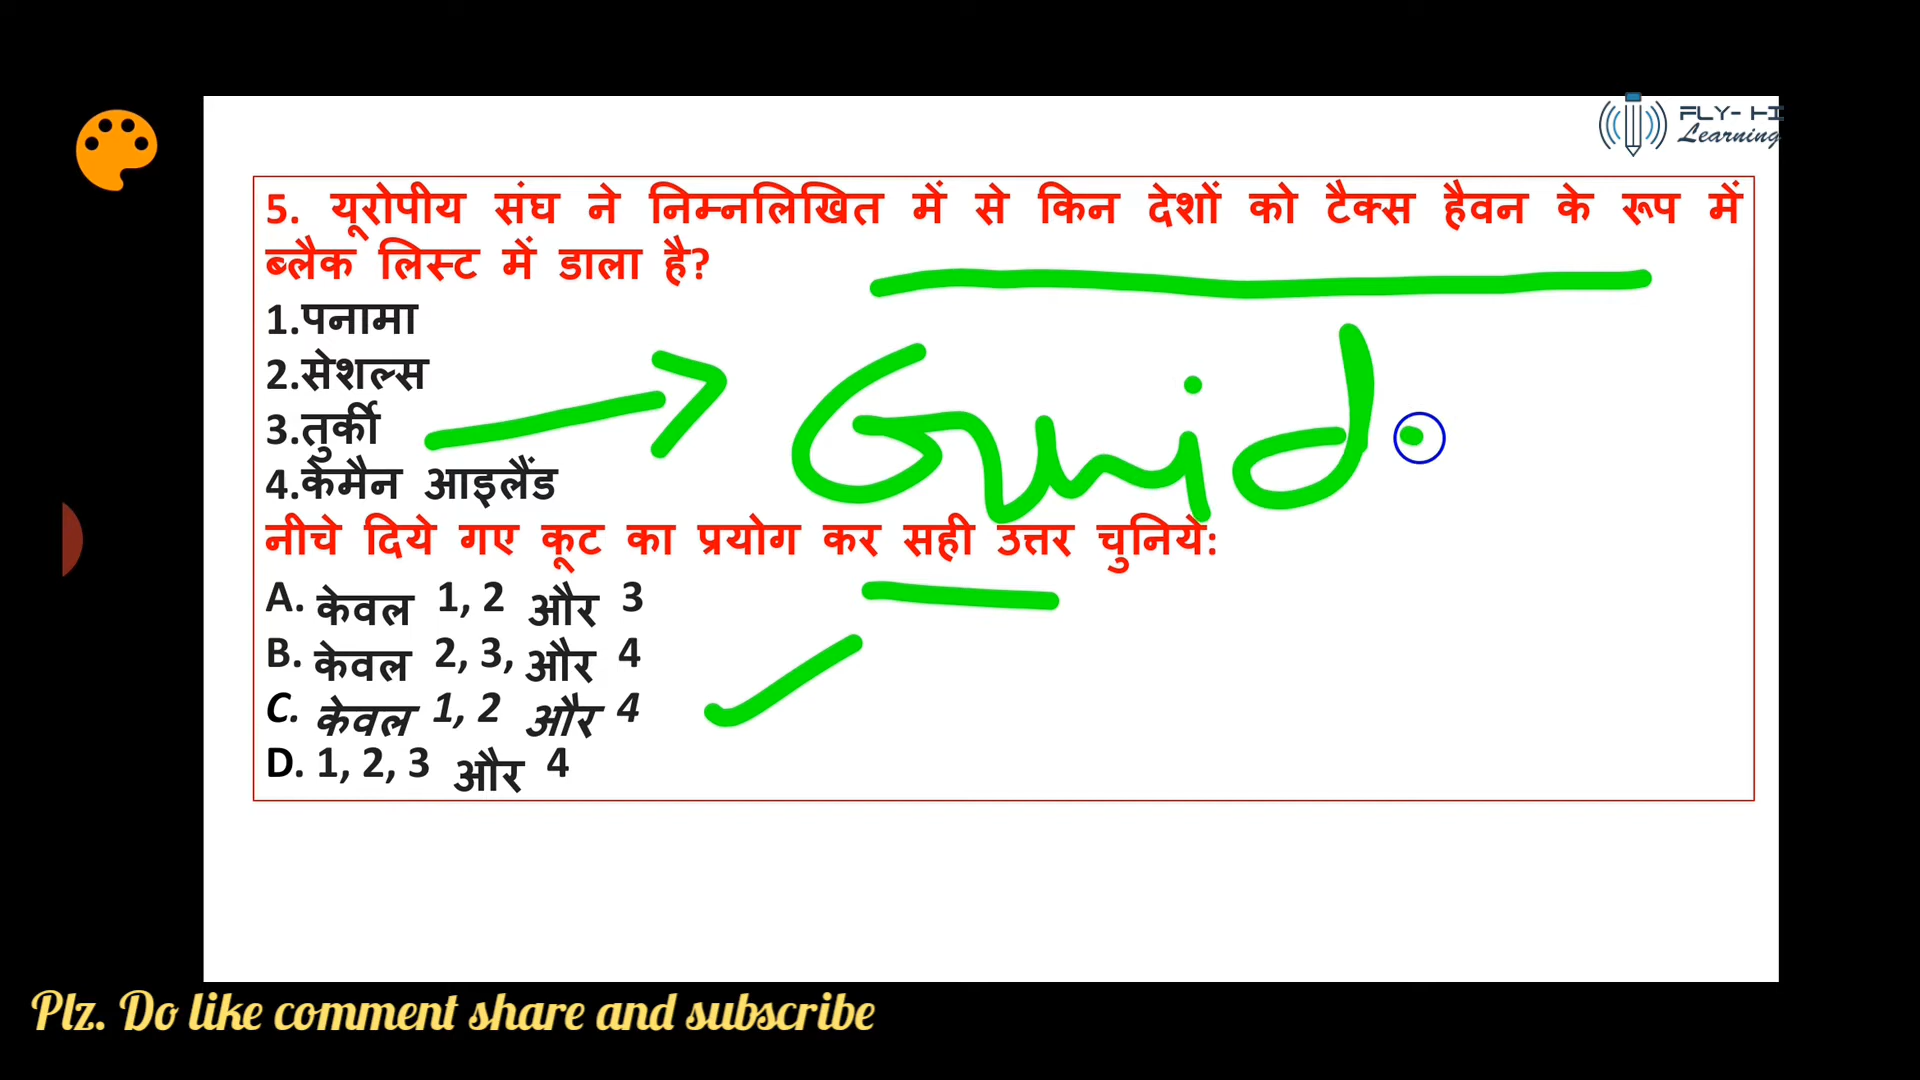 FLY- HI
Learning
5. यूरोपीय संघ ने निम्नलिखित में से किन देशों को टैक्स हैवन के रूप में
ब्लैक लिस्ट में डाला है?
1.पनामा
2.सेशल्स
3.तुर्की
4.केमैन आइलैंड
नीचे दिये गए कूट का प्रयोग कर सही उत्तर चुनिये:
A. केवल 1, 2 और 3
B. केवल 2, 3, और 4
C. केवल 1, 2 और 4
D. 1, 2, 3 और 4
Plz. Do like comment share and subscribe